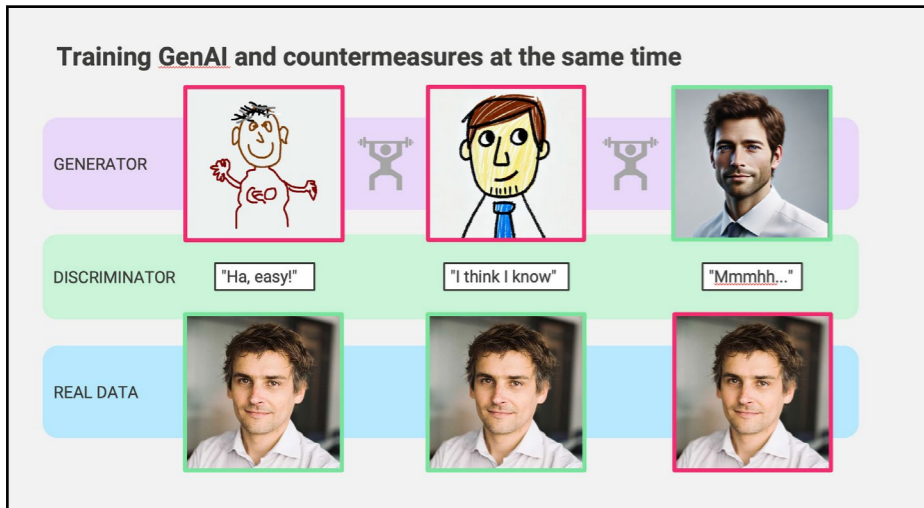 Training GenAI and countermeasures at the same time
GENERATOR
DISCRIMINATOR
"Ha, easy!"
"I think I know"
"Mmmhh..."
REAL DATA